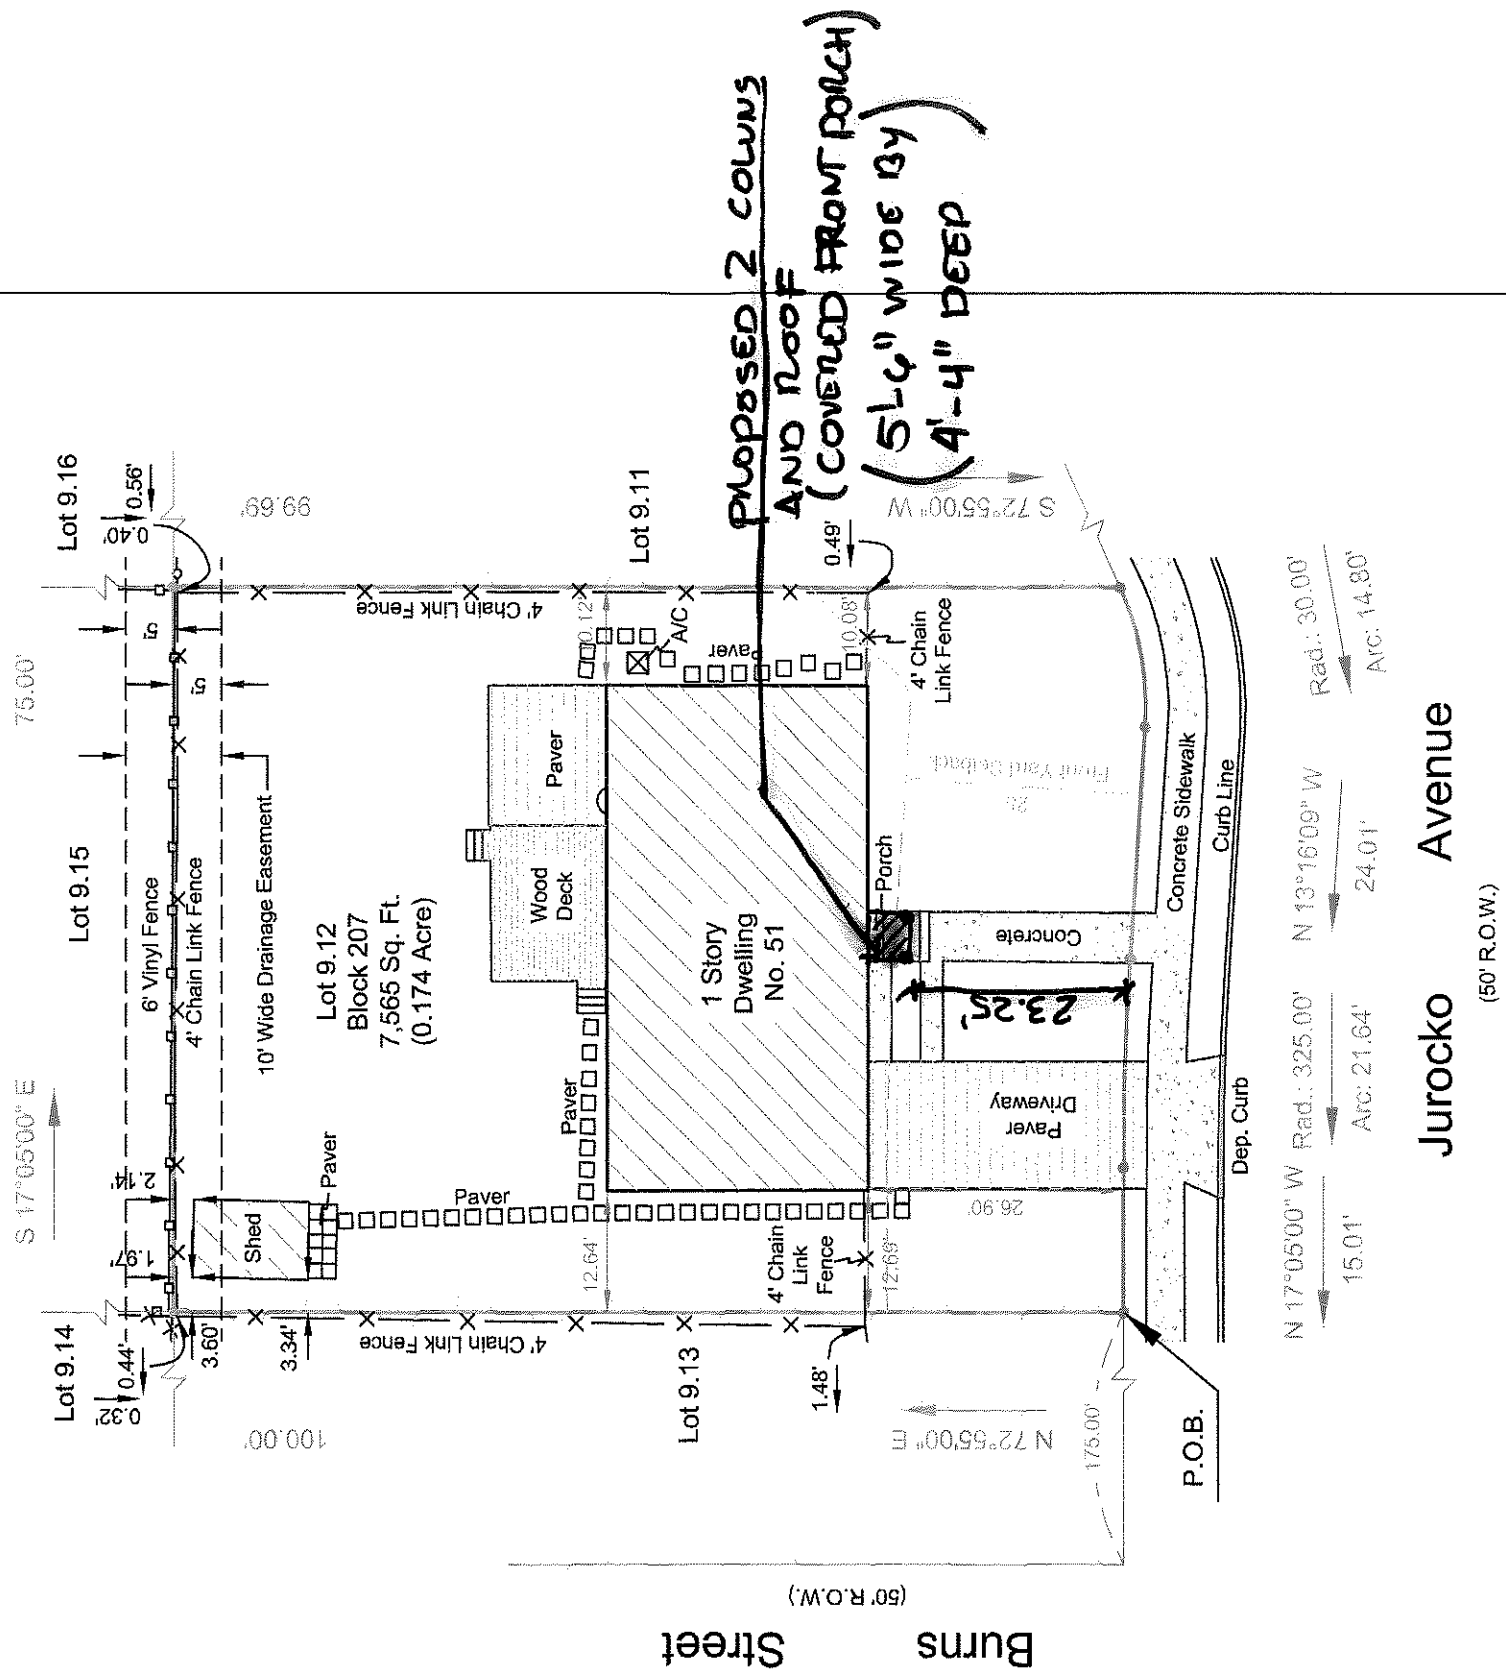 S 17°05'00" E
75.00'
Lot 9.14
0.44'
0.32'
1.97'
2.14'
3.60'
3.34'
Lot 9.15
6' Vinyl Fence
4' Chain Link Fence
10' Wide Drainage Easement
5'
5'
Lot 9.16
0.40'
0.56'
100.00'
99.69'
Shed
Paver
Paver
Paver
Lot 9.12
Block 207
7,565 Sq. Ft.
(0.174 Acre)
Wood
Deck
Paver
4' Chain Link Fence
4' Chain Link Fence
Lot 9.13
Lot 9.11
12.64'
10.12'
A/C
Paver
1 Story
Dwelling
No. 51
PROPOSED 2 COLUNS
AND ROOF
(COVERED FRONT PORCH)
(5'-6" WIDE BY
4'-4" DEEP)
4' Chain
Link
Fence
12.69'
1.48'
0.49'
10.08'
4' Chain
Link Fence
N 72°55'00" E
S 72°55'00" W
Porch
26.90'
Paver
Driveway
23.25'
Concrete
Front Yard Setback
175.00'
P.O.B.
Dep. Curb
Concrete Sidewalk
Curb Line
N 17°05'00" W
15.01'
Rad.: 325.00'
Arc: 21.64'
N 13°16'09" W
24.01'
Rad.: 30.00'
Arc: 14.80'
Jurocko Avenue
(50' R.O.W.)
Burns Street
(50' R.O.W.)